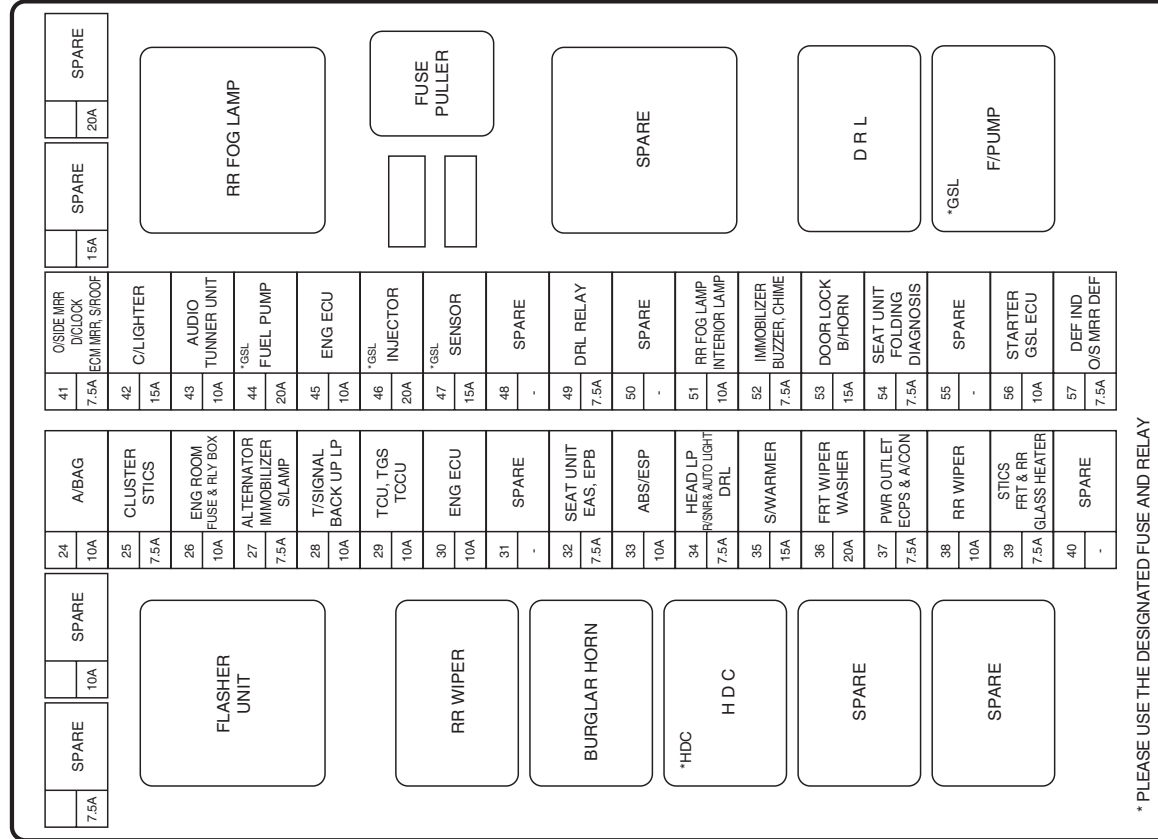 SPARE
7.5A
SPARE
10A
FLASHER
UNIT
RR WIPER
BURGLAR HORN
*HDC
H D C
SPARE
SPARE
24
10A
A/BAG
25
7.5A
CLUSTER
STICS
26
10A
ENG ROOM
FUSE & RLY BOX
27
7.5A
ALTERNATOR
IMMOBILIZER
S/LAMP
28
10A
T/SIGNAL
BACK UP LP
29
10A
TCU, TGS
TCCU
30
10A
ENG ECU
31
-
SPARE
32
7.5A
SEAT UNIT
EAS, EPB
33
10A
ABS/ESP
34
7.5A
HEAD LP
R/SNR& AUTO LIGHT
DRL
35
15A
S/WARMER
36
20A
FRT WIPER
WASHER
37
7.5A
PWR OUTLET
ECPS & A/CON
38
10A
RR WIPER
39
7.5A
STICS
FRT & RR
GLASS HEATER
40
-
SPARE
41
7.5A
O/SIDE MRR
D/CLOCK
ECM MRR, S/ROOF
42
15A
C/LIGHTER
43
10A
AUDIO
TUNNER UNIT
44
20A
*GSL
FUEL PUMP
45
10A
ENG ECU
46
20A
*GSL
INJECTOR
47
15A
*GSL
SENSOR
48
-
SPARE
49
7.5A
DRL RELAY
50
-
SPARE
51
10A
RR FOG LAMP
INTERIOR LAMP
52
7.5A
IMMOBILIZER
BUZZER, CHIME
53
15A
DOOR LOCK
B/HORN
54
7.5A
SEAT UNIT
FOLDING
DIAGNOSIS
55
-
SPARE
56
10A
STARTER
GSL ECU
57
7.5A
DEF IND
O/S MRR DEF
SPARE
15A
SPARE
20A
RR FOG LAMP
FUSE
PULLER
SPARE
D R L
*GSL
F/PUMP
* PLEASE USE THE DESIGNATED FUSE AND RELAY